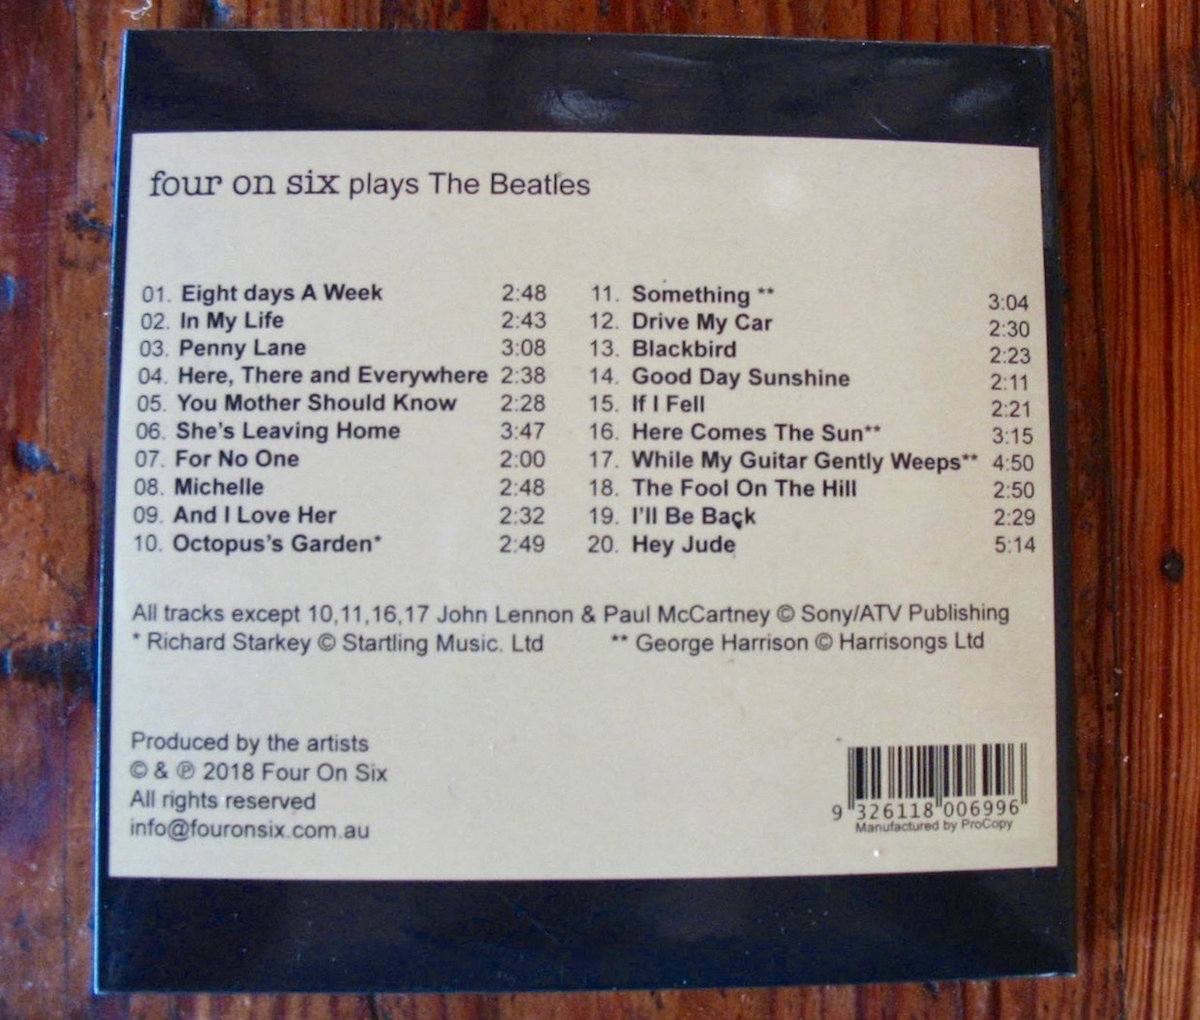 four on six plays The Beatles
01. Eight days A Week 2:48
02. In My Life 2:43
03. Penny Lane 3:08
04. Here, There and Everywhere 2:38
05. You Mother Should Know 2:28
06. She's Leaving Home 3:47
07. For No One 2:00
08. Michelle 2:48
09. And I Love Her 2:32
10. Octopus's Garden* 2:49
11. Something ** 3:04
12. Drive My Car 2:30
13. Blackbird 2:23
14. Good Day Sunshine 2:11
15. If I Fell 2:21
16. Here Comes The Sun** 3:15
17. While My Guitar Gently Weeps** 4:50
18. The Fool On The Hill 2:50
19. I'll Be Back 2:29
20. Hey Jude 5:14
All tracks except 10,11,16,17 John Lennon & Paul McCartney © Sony/ATV Publishing
* Richard Starkey © Startling Music. Ltd ** George Harrison © Harrisongs Ltd
Produced by the artists
© & ℗ 2018 Four On Six
All rights reserved
info@fouronsix.com.au
9 326118 006996
Manufactured by ProCopy